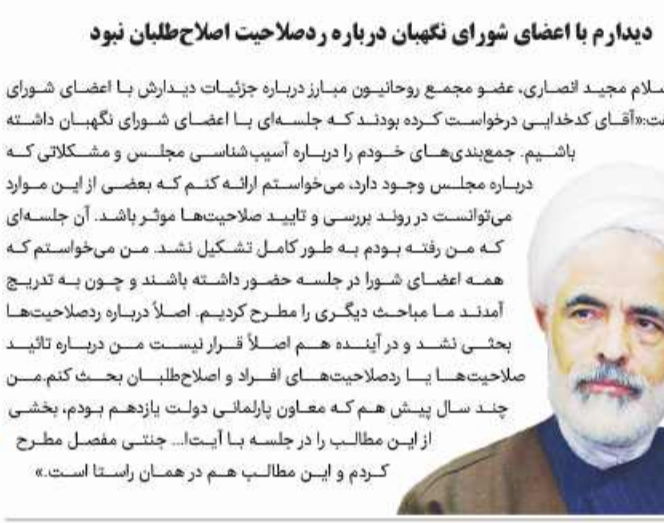 دیدارم با اعضای شورای نگهبان درباره ردصلاحیت اصلاح‌طلبان نبود
سلام مجید انصاری، عضو مجمع روحانیون مبارز درباره جزئیات دیدارش با اعضای شورای
فت:«آقای کدخدایی درخواست کرده بودند که جلسه‌ای با اعضای شورای نگهبان داشته
باشیم. جمع‌بندی‌های خودم را درباره آسیب‌شناسی مجلس و مشکلاتی که
درباره مجلس وجود دارد، می‌خواستم ارائه کنم که بعضی از این موارد
می‌توانست در روند بررسی و تایید صلاحیت‌ها موثر باشد. آن جلسه‌ای
که من رفته بودم به طور کامل تشکیل نشد. من می‌خواستم که
همه اعضای شورا در جلسه حضور داشته باشند و چون به تدریج
آمدند ما مباحث دیگری را مطرح کردیم. اصلاً درباره ردصلاحیت‌ها
بحثی نشد و در آینده هم اصلاً قرار نیست من درباره تائید
صلاحیت‌ها یا ردصلاحیت‌های افراد و اصلاح‌طلبان بحث کنم.من
چند سال پیش هم که معاون پارلمانی دولت یازدهم بودم، بخشی
از این مطالب را در جلسه با آیت‌ا... جنتی مفصل مطرح
کردم و این مطالب هم در همان راستا است.»